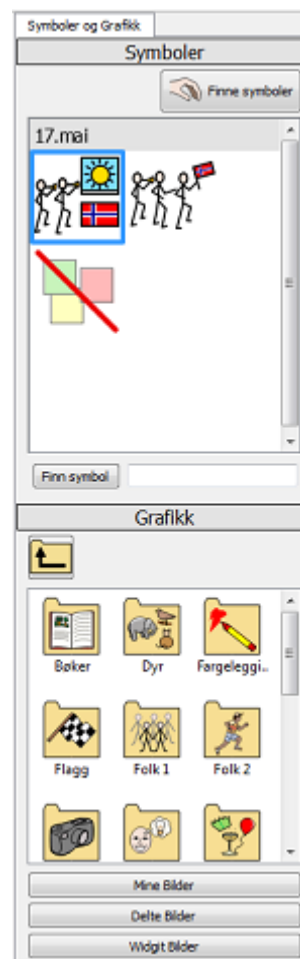 Symboler og Grafikk
Symboler
Finne symboler
17.mai
Finn symbol
Grafikk
Bøker Dyr Fargeleggi..
Flagg Folk 1 Folk 2
Mine Bilder
Delte Bilder
Widgit Bilder